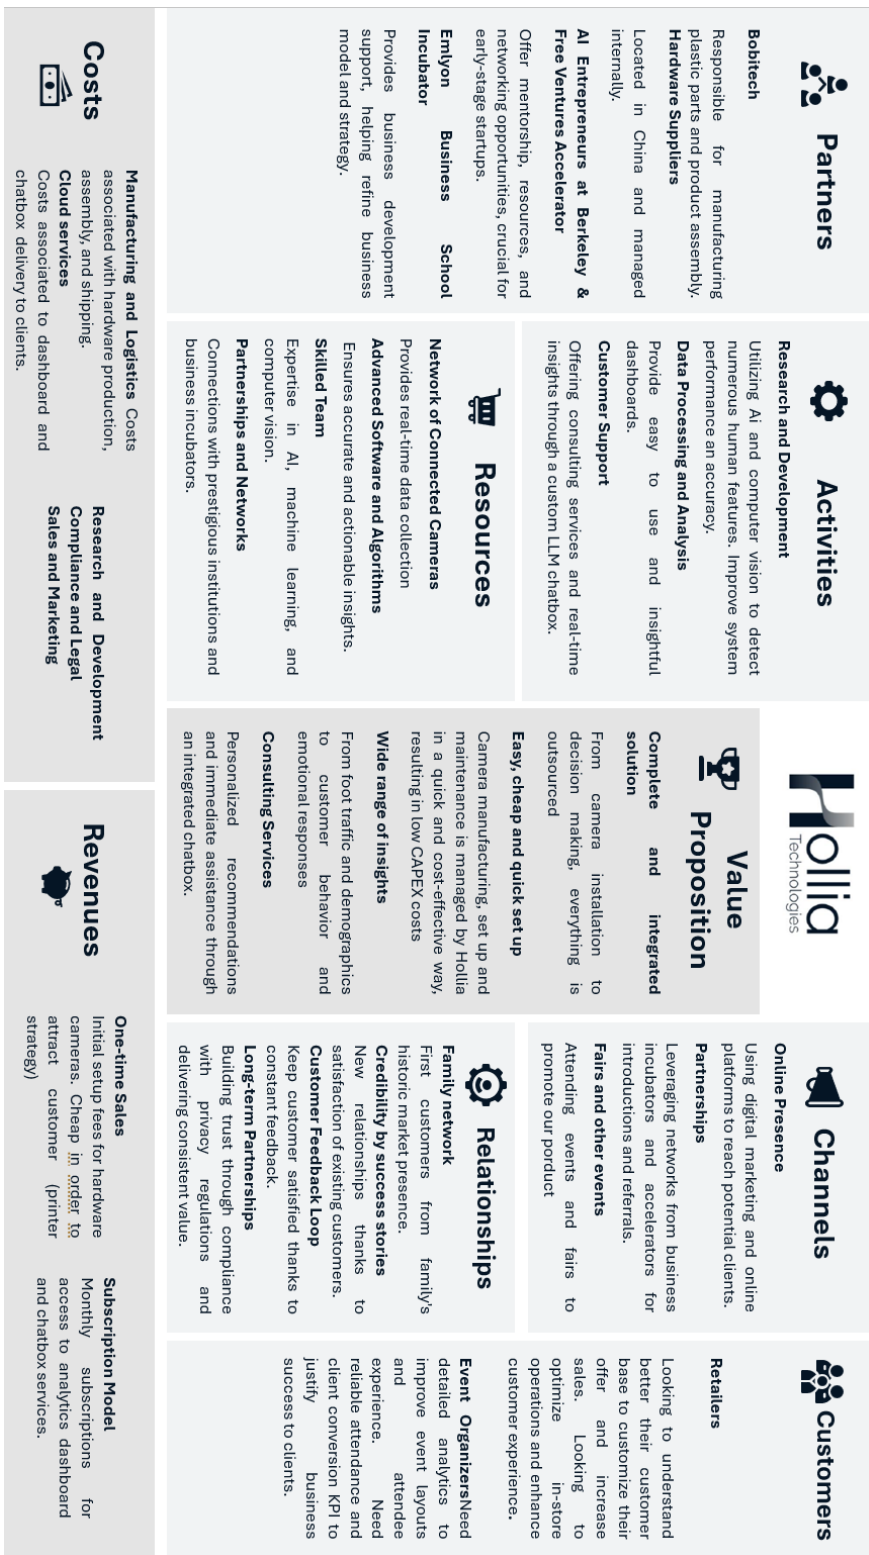 Partners
Bobitech
Responsible for manufacturing
plastic parts and product assembly.
Hardware Suppliers
Located in China and managed
internally.
AI Entrepreneurs at Berkeley &
Free Ventures Accelerator
Offer mentorship, resources, and
networking opportunities, crucial for
early-stage startups.
Emlyon Business School
Incubator
Provides business development
support, helping refine business
model and strategy.
Activities
Research and Development
Utilizing Ai and computer vision to detect
numerous human features. Improve system
performance an accuracy.
Data Processing and Analysis
Provide easy to use and insightful
dashboards.
Customer Support
Offering consulting services and real-time
insights through a custom LLM chatbox.
Resources
Network of Connected Cameras
Provides real-time data collection
Advanced Software and Algorithms
Ensures accurate and actionable insights.
Skilled Team
Expertise in AI, machine learning, and
computer vision.
Partnerships and Networks
Connections with prestigious institutions and
business incubators.
Hollia
Technologies
Value
Proposition
Complete and integrated
solution
From camera installation to
decision making, everything is
outsourced
Easy, cheap and quick set up
Camera manufacturing, set up and
maintenance is managed by Hollia
in a quick and cost-effective way,
resulting in low CAPEX costs
Wide range of insights
From foot traffic and demographics
to customer behavior and
emotional responses
Consulting Services
Personalized recommendations
and immediate assistance through
an integrated chatbox.
Channels
Online Presence
Using digital marketing and online
platforms to reach potential clients.
Partnerships
Leveraging networks from business
incubators and accelerators for
introductions and referrals.
Fairs and other events
Attending events and fairs to
promote our porduct
Relationships
Family network
First customers from family's
historic market presence.
Credibility by success stories
New relationships thanks to
satisfaction of existing customers.
Customer Feedback Loop
Keep customer satisfied thanks to
constant feedback.
Long-term Partnerships
Building trust through compliance
with privacy regulations and
delivering consistent value.
Customers
Retailers
Looking to understand
better their customer
base to customize their
offer and increase
sales. Looking to
optimize in-store
operations and enhance
customer experience.
Event OrganizersNeed
detailed analytics to
improve event layouts
and attendee
experience. Need
reliable attendance and
client conversion KPI to
justify business
success to clients.
Costs
Manufacturing and Logistics Costs
associated with hardware production,
assembly, and shipping.
Cloud services
Costs associated to dashboard and
chatbox delivery to clients.
Research and Development
Compliance and Legal
Sales and Marketing
Revenues
One-time Sales
Initial setup fees for hardware
cameras. Cheap in order to
attract customer (printer
strategy)
Subscription Model
Monthly subscriptions for
access to analytics dashboard
and chatbox services.